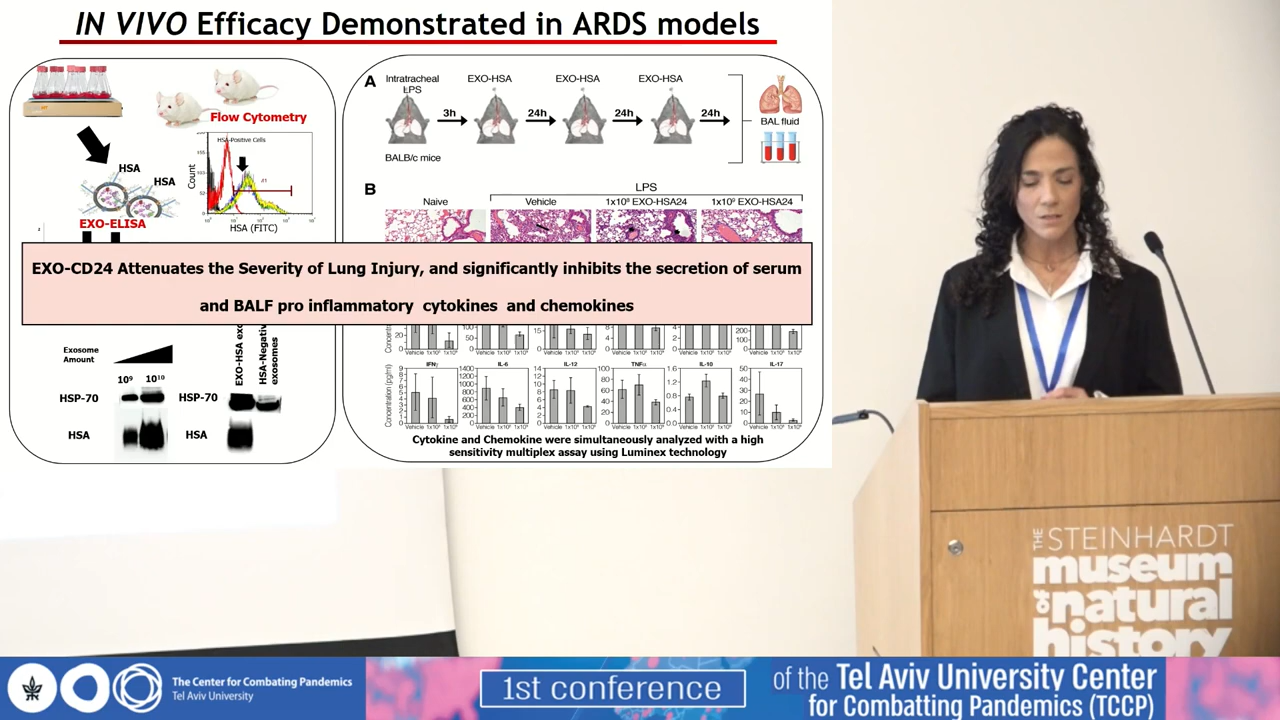 IN VIVO Efficacy Demonstrated in ARDS models
Flow Cytometry
HSA-Positive Cells
Count
HSA (FITC)
HSA
HSA
EXO-ELISA
A
Intratracheal
LPS
EXO-HSA
EXO-HSA
EXO-HSA
3h
24h
24h
24h
BAL fluid
BALB/c mice
B
LPS
Naive
Vehicle
1x10⁹ EXO-HSA24
EXO-CD24 Attenuates the Severity of Lung Injury, and significantly inhibits the secretion of serum
and BALF pro inflammatory cytokines and chemokines
Exosome
Amount
10⁹
10¹⁰
HSP-70
HSA
EXO-HSA
HSA-Negative
exosomes
HSP-70
HSA
IFNγ
IL-6
IL-12
TNFα
IL-10
IL-17
Concentration (pg/ml)
Cytokine and Chemokine were simultaneously analyzed with a high
sensitivity multiplex assay using Luminex technology
THE STEINHARDT
museum
of natural
history
The Center for Combating Pandemics
Tel Aviv University
1st conference
of the Tel Aviv University Center
for Combatting Pandemics (TCCP)